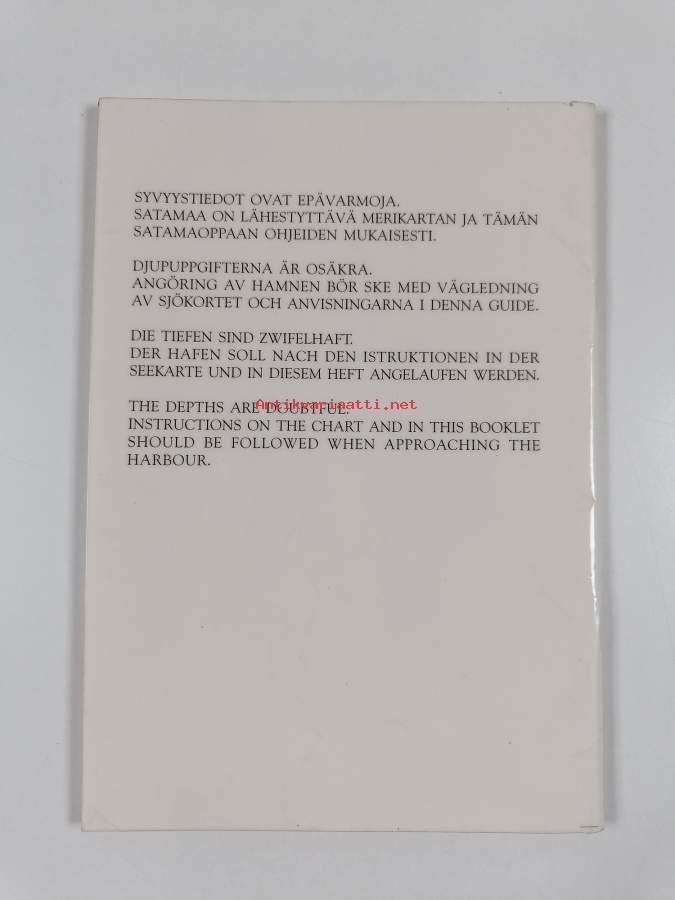 SYVYYSTIEDOT OVAT EPÄVARMOJA.
SATAMAA ON LÄHESTYTTÄVÄ MERIKARTAN JA TÄMÄN
SATAMAOPPAAN OHJEIDEN MUKAISESTI.
DJUPUPPGIFTERNA ÄR OSÄKRA.
ANGÖRING AV HAMNEN BÖR SKE MED VÄGLEDNING
AV SJÖKORTET OCH ANVISNINGARNA I DENNA GUIDE.
DIE TIEFEN SIND ZWIFELHAFT.
DER HAFEN SOLL NACH DEN ISTRUKTIONEN IN DER
SEEKARTE UND IN DIESEM HEFT ANGELAUFEN WERDEN.
THE DEPTHS ARE DOUBTFUL.
Antikvariaatti.net
INSTRUCTIONS ON THE CHART AND IN THIS BOOKLET
SHOULD BE FOLLOWED WHEN APPROACHING THE
HARBOUR.